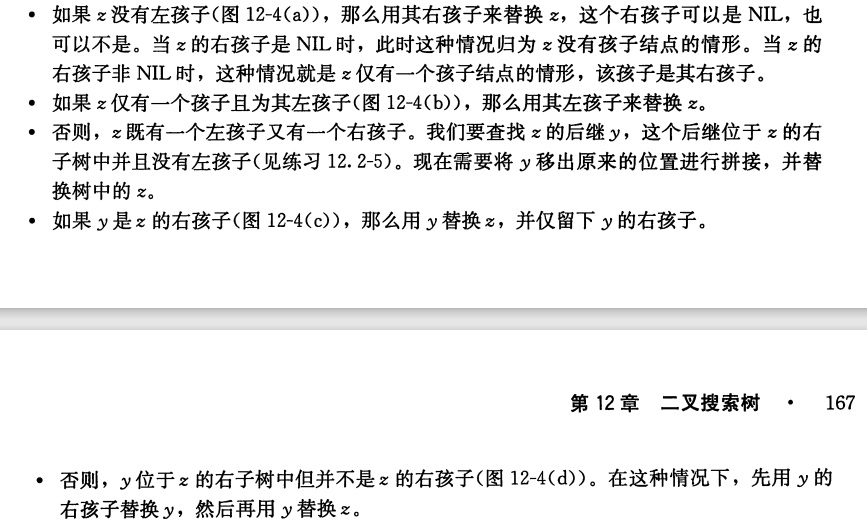 • 如果 z 没有左孩子(图 12-4(a))，那么用其右孩子来替换 z，这个右孩子可以是 NIL，也
可以不是。当 z 的右孩子是 NIL 时，此时这种情况归为 z 没有孩子结点的情形。当 z 的
右孩子非 NIL 时，这种情况就是 z 仅有一个孩子结点的情形，该孩子是其右孩子。
• 如果 z 仅有一个孩子且为其左孩子(图 12-4(b))，那么用其左孩子来替换 z。
• 否则，z 既有一个左孩子又有一个右孩子。我们要查找 z 的后继 y，这个后继位于 z 的右
子树中并且没有左孩子(见练习 12.2-5)。现在需要将 y 移出原来的位置进行拼接，并替
换树中的 z。
• 如果 y 是 z 的右孩子(图 12-4(c))，那么用 y 替换 z，并仅留下 y 的右孩子。
第 12 章 二叉搜索树 · 167
• 否则，y 位于 z 的右子树中但并不是 z 的右孩子(图 12-4(d))。在这种情况下，先用 y 的
右孩子替换 y，然后再用 y 替换 z。